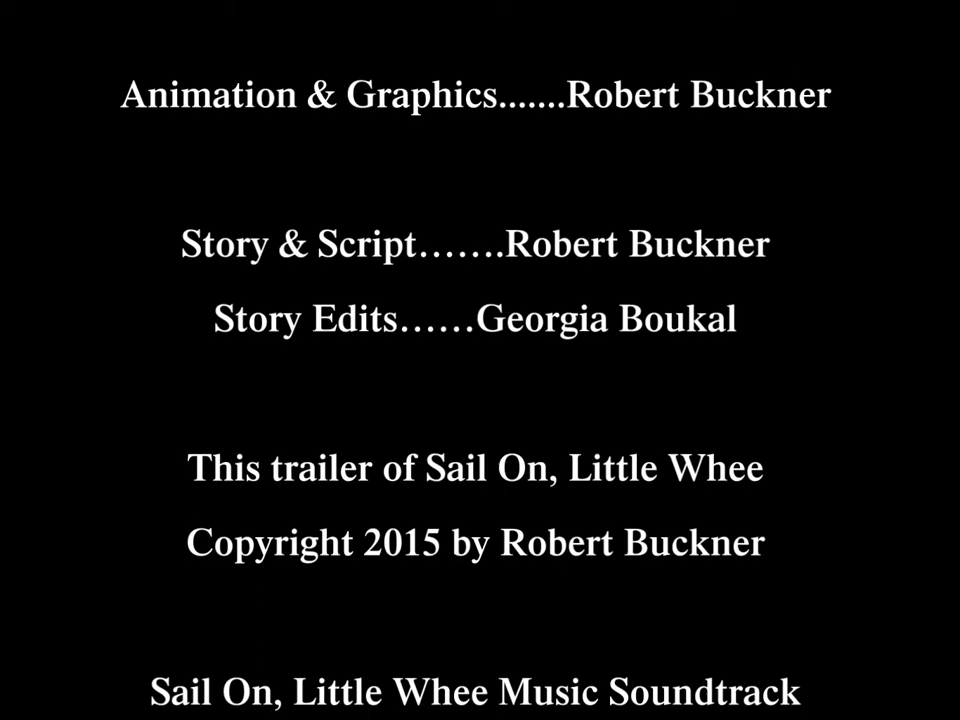 Animation & Graphics.......Robert Buckner
Story & Script…….Robert Buckner
Story Edits……Georgia Boukal
This trailer of Sail On, Little Whee
Copyright 2015 by Robert Buckner
Sail On, Little Whee Music Soundtrack